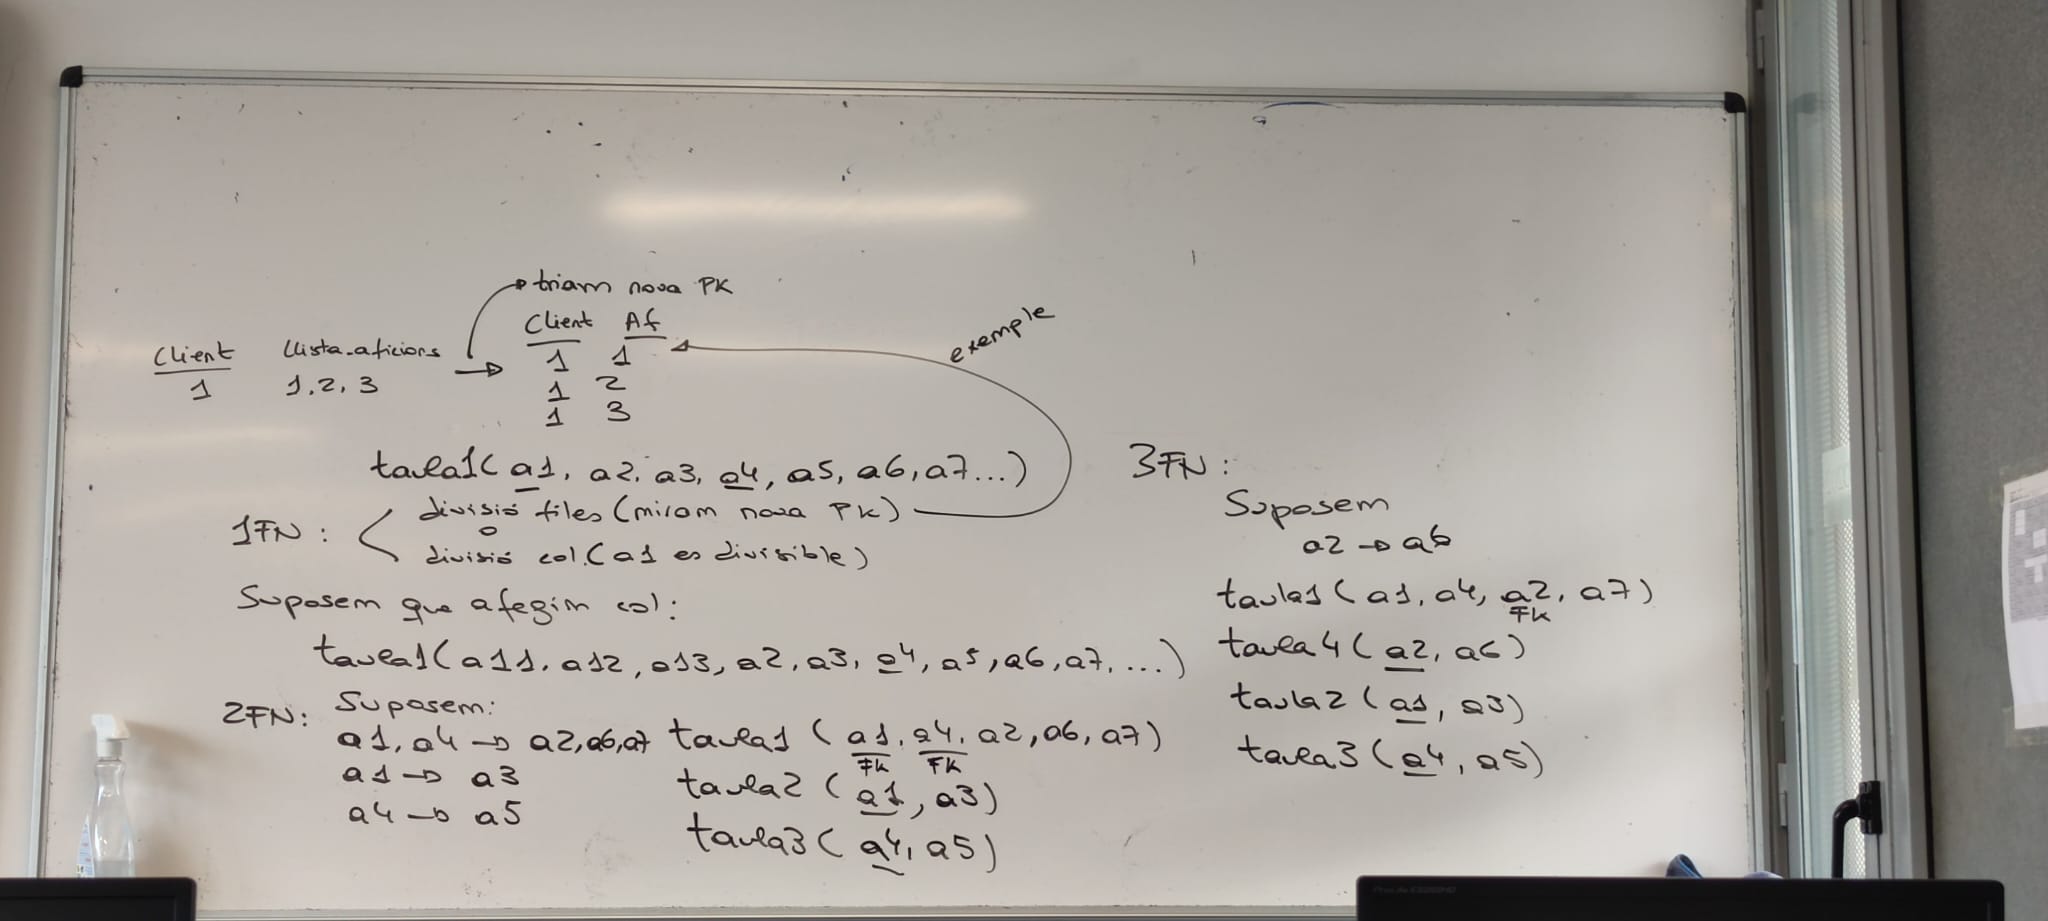 triam nova PK
Client Af
1 1
1 2
1 3
Client Llista_aficions
1 1,2,3
exemple
taula1(a1, a2, a3, a4, a5, a6, a7...)
1FN:
divisió files (miram nova PK)
o
divisió col. (a1 es divisible)
Suposem que afegim col:
taula1(a11, a12, a13, a2, a3, a4, a5, a6, a7, ...)
2FN: Suposem:
a1, a4 → a2, a6, a7
a1 → a3
a4 → a5
taula1 (a1, a4, a2, a6, a7)
FK FK
taula2 (a1, a3)
taula3 (a4, a5)
3FN:
Suposem
a2 → a6
taula1 (a1, a4, a2, a7)
FK
taula4 (a2, a6)
taula2 (a1, a3)
taula3 (a4, a5)